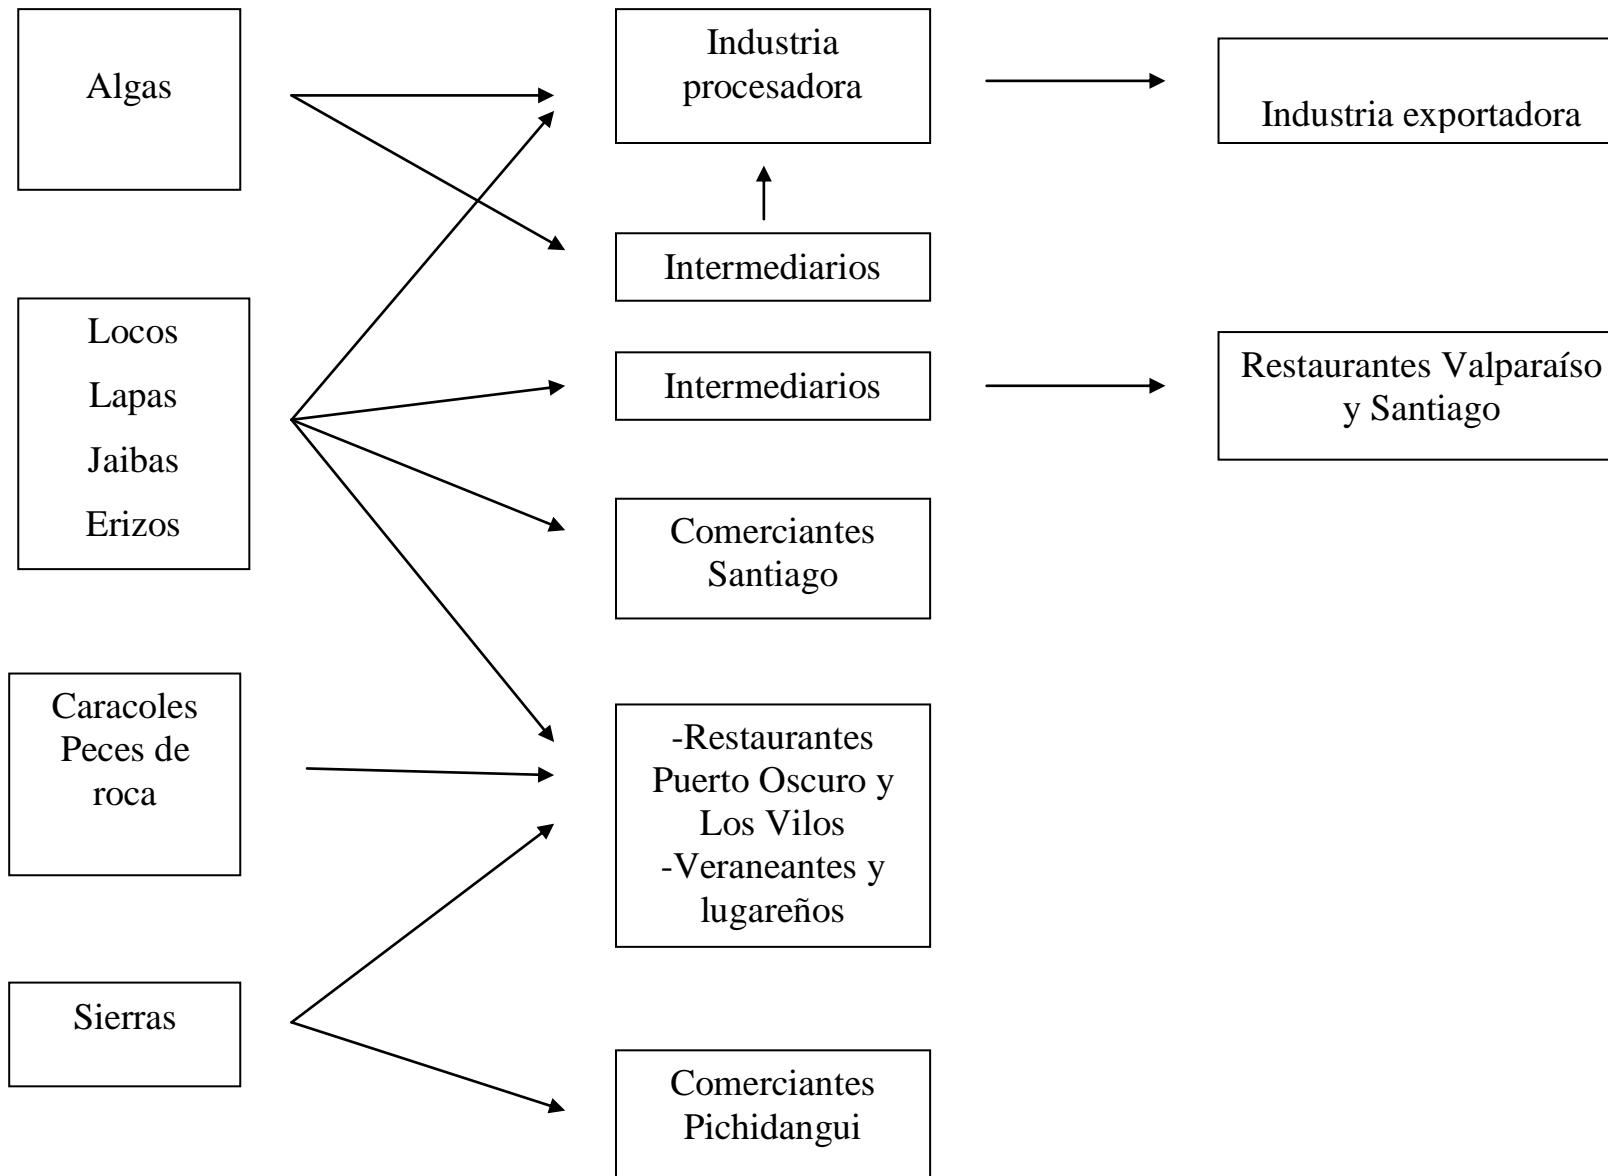 Algas
Industria
procesadora
Industria exportadora
Intermediarios
Locos
Lapas
Jaibas
Erizos
Intermediarios
Restaurantes Valparaíso
y Santiago
Comerciantes
Santiago
Caracoles
Peces de
roca
-Restaurantes
Puerto Oscuro y
Los Vilos
-Veraneantes y
lugareños
Sierras
Comerciantes
Pichidangui